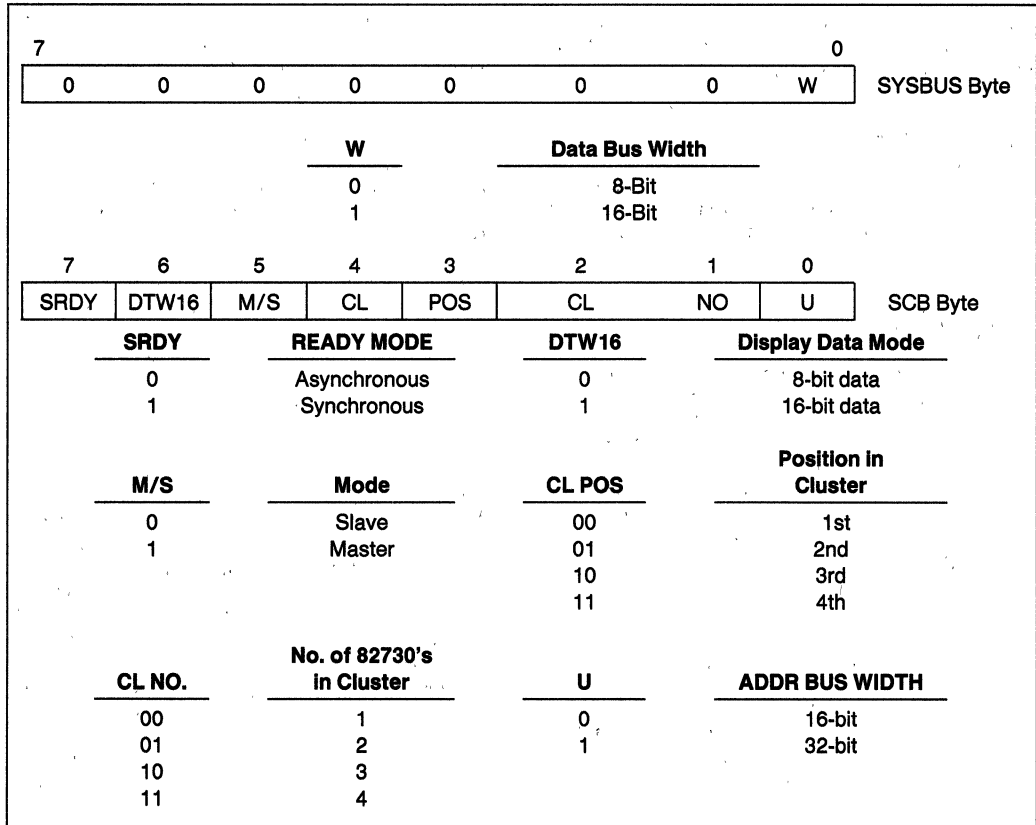 7 0
0 0 0 0 0 0 0 W SYSBUS Byte
W Data Bus Width
0 8-Bit
1 16-Bit
7 6 5 4 3 2 1 0
SRDY DTW16 M/S CL POS CL NO U SCB Byte
SRDY READY MODE DTW16 Display Data Mode
0 Asynchronous 0 8-bit data
1 Synchronous 1 16-bit data
Position in
M/S Mode CL POS Cluster
0 Slave 00 1st
1 Master 01 2nd
10 3rd
11 4th
No. of 82730's
CL NO. in Cluster U ADDR BUS WIDTH
00 1 0 16-bit
01 2 1 32-bit
10 3
11 4